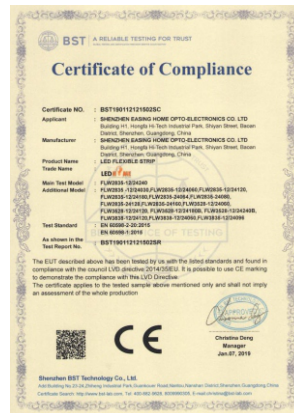 BST A RELIABLE TESTING FOR TRUST
Certificate of Compliance
Certificate NO. : BST190112121502SC
Applicant : SHENZHEN EASING HOME OPTO-ELECTRONICS CO. LTD
Building H1, Hongfa Hi-Tech Industrial Park, Shiyan Street, Baoan
District, Shenzhen, Guangdong, China
Manufacturer : SHENZHEN EASING HOME OPTO-ELECTRONICS CO. LTD
Building H1, Hongfa Hi-Tech Industrial Park, Shiyan Street, Baoan
District, Shenzhen, Guangdong, China
Product Name : LED FLEXIBLE STRIP
Trade Name :
Main Test Model : FLW2835-12/24240
Additional Model :
Test Standard : EN 60598-2-20:2015
EN 60598-1:2015
As shown in the
Test Report No. : BST190112121502SR
The EUT described above has been tested by us with the listed standards and found in
compliance with the council LVD directive 2014/35/EU. It is possible to use CE marking
to demonstrate the compliance with this LVD Directive.
The certificate applies to the tested sample above mentioned only and shall not imply
an assessment of the whole production
CE
APPROVED
Christina Deng
Manager
Jan.07, 2019
Shenzhen BST Technology Co., Ltd.